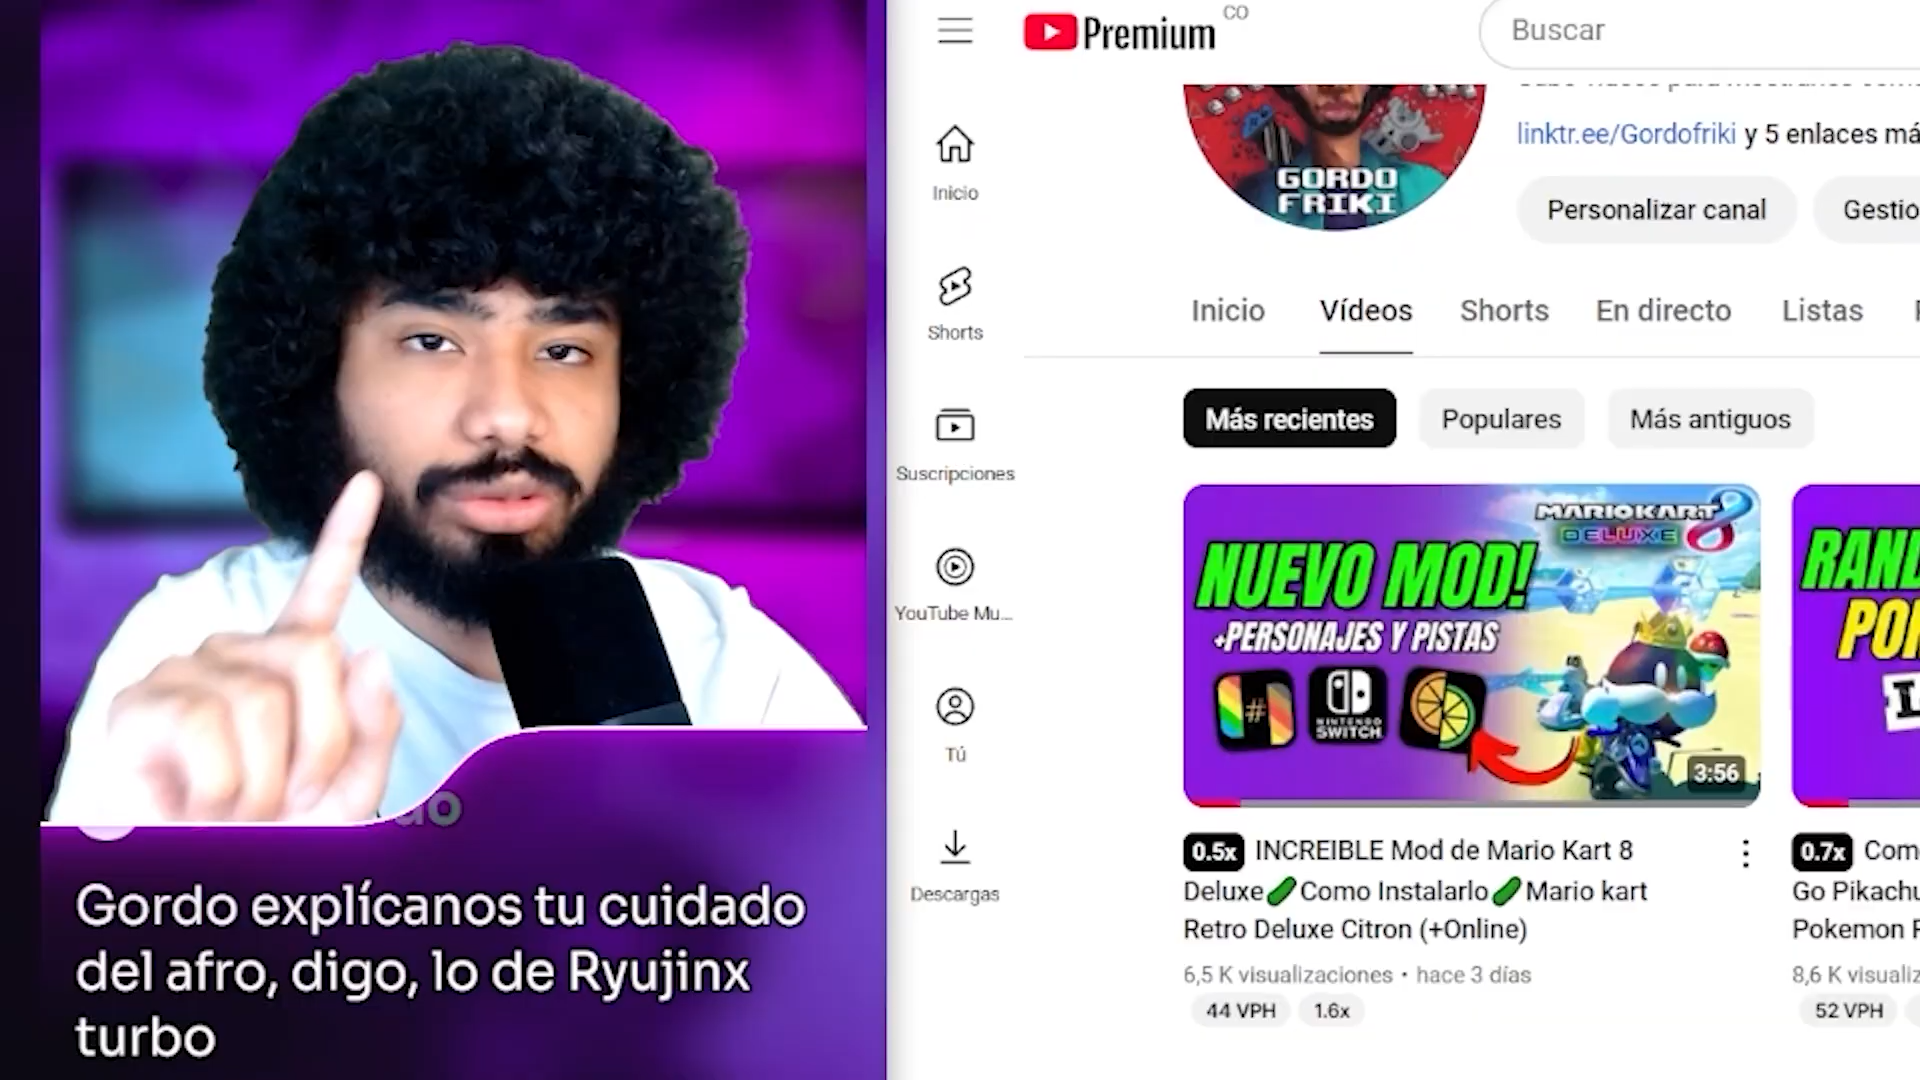 Gordo explícanos tu cuidado
del afro, digo, lo de Ryujinx
turbo
Premium
CO
Buscar
Inicio
Shorts
Suscripciones
YouTube Mu...
Tú
Descargas
GORDO
FRIKI
linktr.ee/Gordofriki y 5 enlaces má
Personalizar canal
Gestio
Inicio
Vídeos
Shorts
En directo
Listas
Más recientes
Populares
Más antiguos
MARIOKART 8
DELUXE
NUEVO MOD!
+PERSONAJES Y PISTAS
NINTENDO
SWITCH
3:56
0.5x INCREIBLE Mod de Mario Kart 8
Deluxe🥒Como Instalarlo🥒Mario kart
Retro Deluxe Citron (+Online)
6,5 K visualizaciones • hace 3 días
44 VPH 1.6x
RAND
PO
0.7x Com
Go Pikachu
Pokemon
8,6 K visualiz
52 VPH